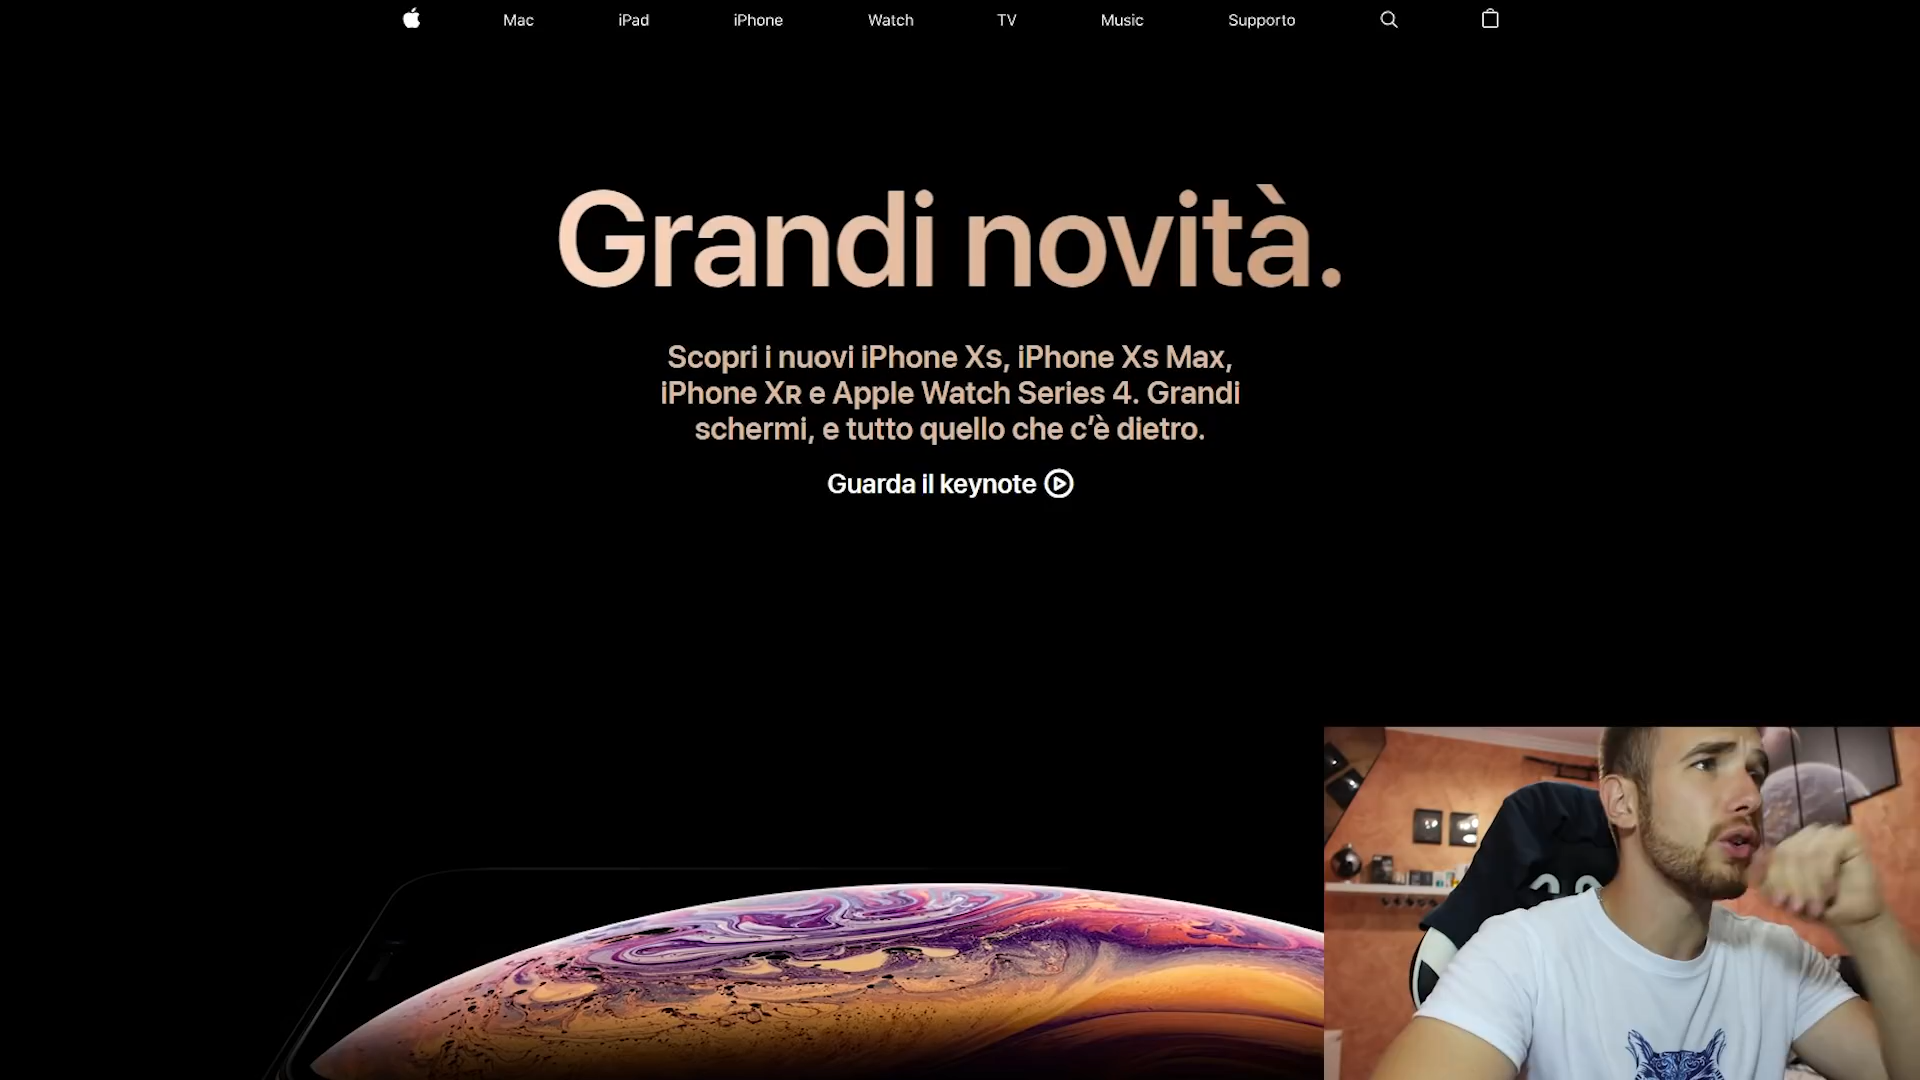 Mac iPad iPhone Watch TV Music Supporto
Grandi novità.
Scopri i nuovi iPhone Xs, iPhone Xs Max,
iPhone XR e Apple Watch Series 4. Grandi
schermi, e tutto quello che c’è dietro.
Guarda il keynote